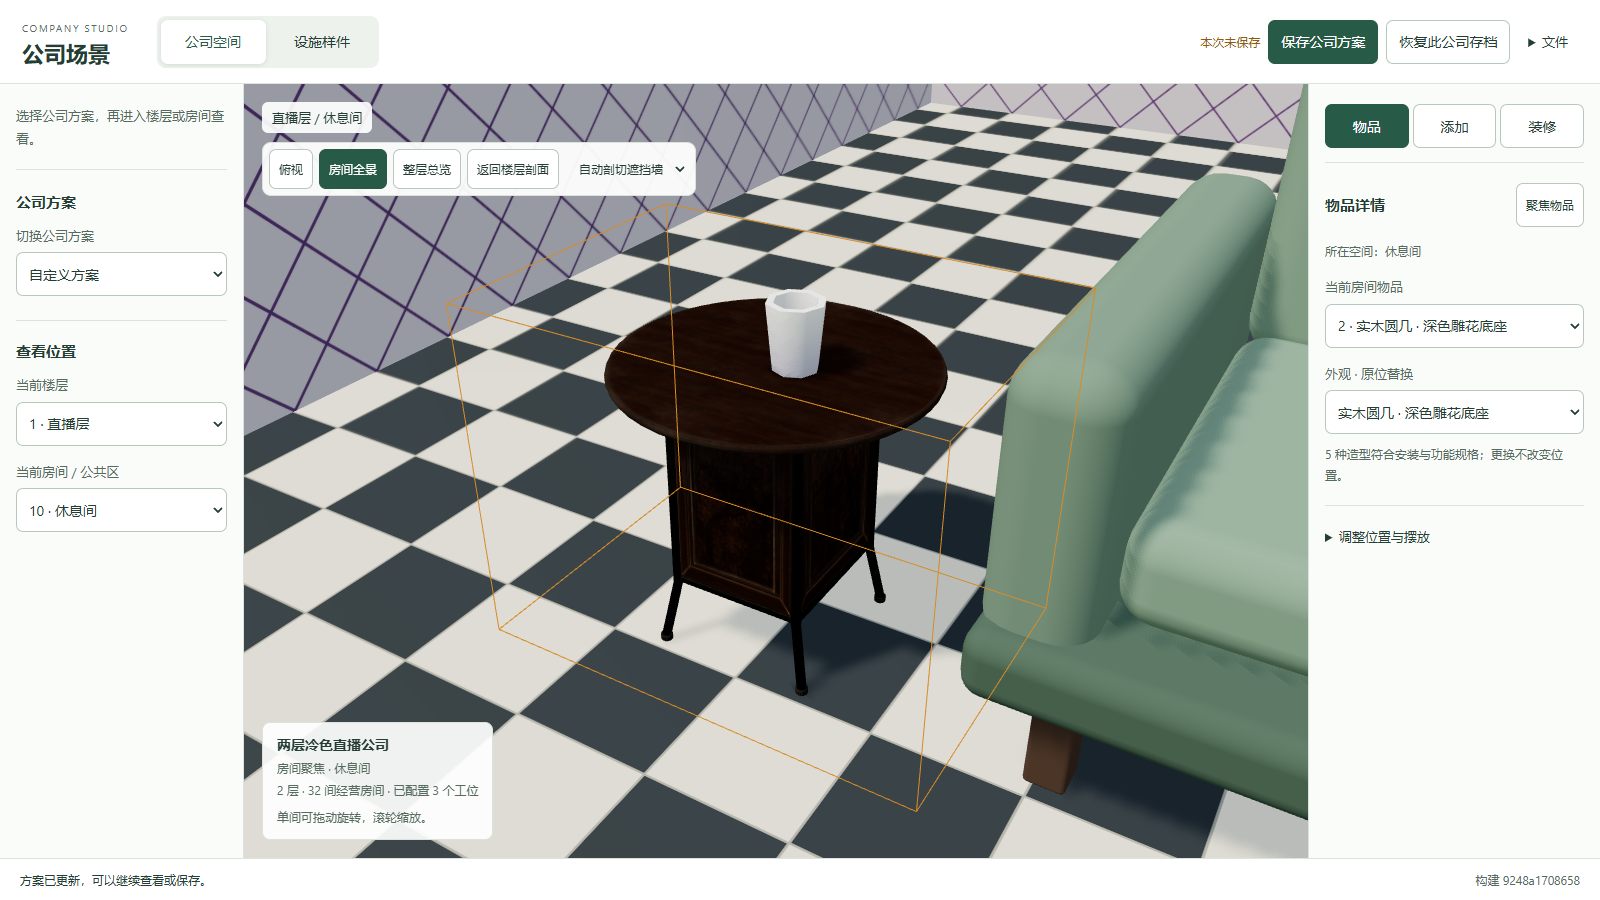 COMPANY STUDIO
公司场景
公司空间
设施样件
本次未保存
保存公司方案
恢复此公司存档
文件
选择公司方案，再进入楼层或房间查
看。
公司方案
切换公司方案
自定义方案
查看位置
当前楼层
1 · 直播层
当前房间 / 公共区
10 · 休息间
直播层 / 休息间
俯视
房间全景
整层总览
返回楼层剖面
自动剖切遮挡墙
两层冷色直播公司
房间聚焦 · 休息间
2 层 · 32 间经营房间 · 已配置 3 个工位
单间可拖动旋转，滚轮缩放。
物品
添加
装修
物品详情
聚焦物品
所在空间：休息间
当前房间物品
2 · 实木圆几 · 深色雕花底座
外观 · 原位替换
实木圆几 · 深色雕花底座
5 种造型符合安装与功能规格；更换不改变位
置。
调整位置与摆放
方案已更新，可以继续查看或保存。
构建 9248a1708658